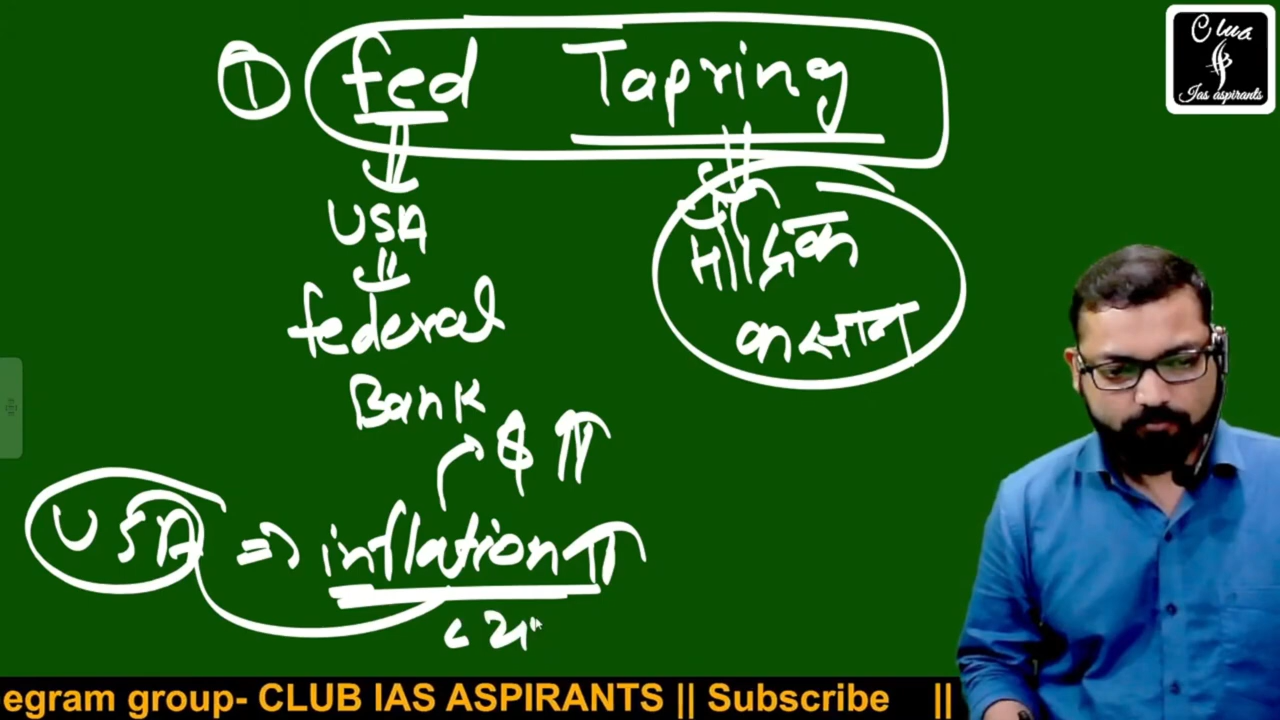 ① fed Tapring
USA
federal
Bank
मौद्रिक
कसाव
$ ⇑
USA ⇒ inflation ⇑
Club
Ias aspirants
egram group- CLUB IAS ASPIRANTS || Subscribe ||